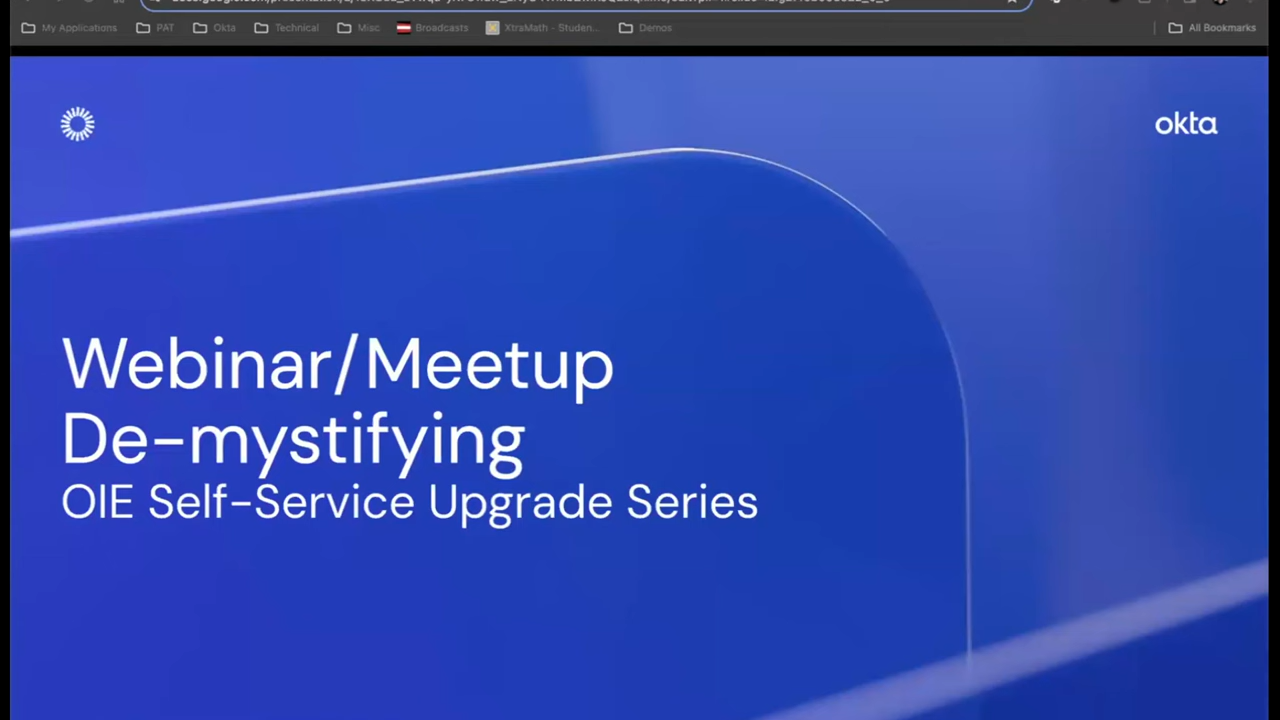 My Applications PAT Okta Technical Misc Broadcasts XtraMath - Studen... Demos All Bookmarks
okta
Webinar/Meetup
De-mystifying
OIE Self-Service Upgrade Series